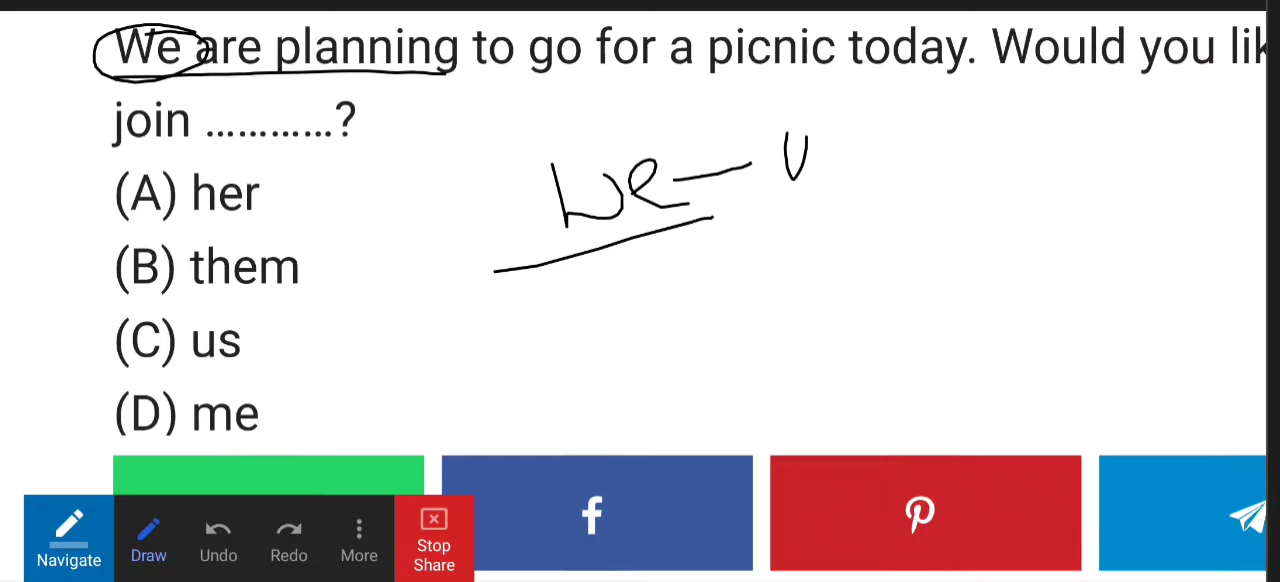 We are planning to go for a picnic today. Would you lik
join ............?
We — U
(A) her
(B) them
(C) us
(D) me
Navigate
Draw
Undo
Redo
More
Stop
Share